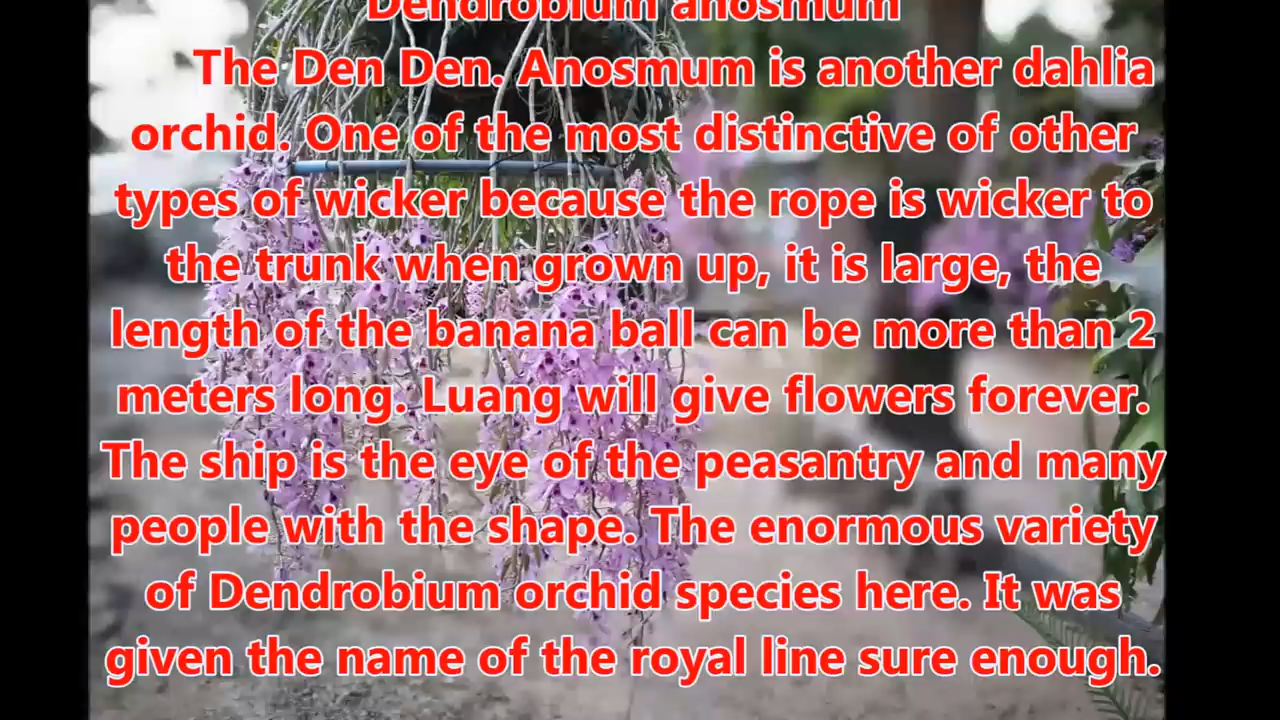 Dendrobium anosmum
The Den Den. Anosmum is another dahlia
orchid. One of the most distinctive of other
types of wicker because the rope is wicker to
the trunk when grown up, it is large, the
length of the banana ball can be more than 2
meters long. Luang will give flowers forever.
The ship is the eye of the peasantry and many
people with the shape. The enormous variety
of Dendrobium orchid species here. It was
given the name of the royal line sure enough.